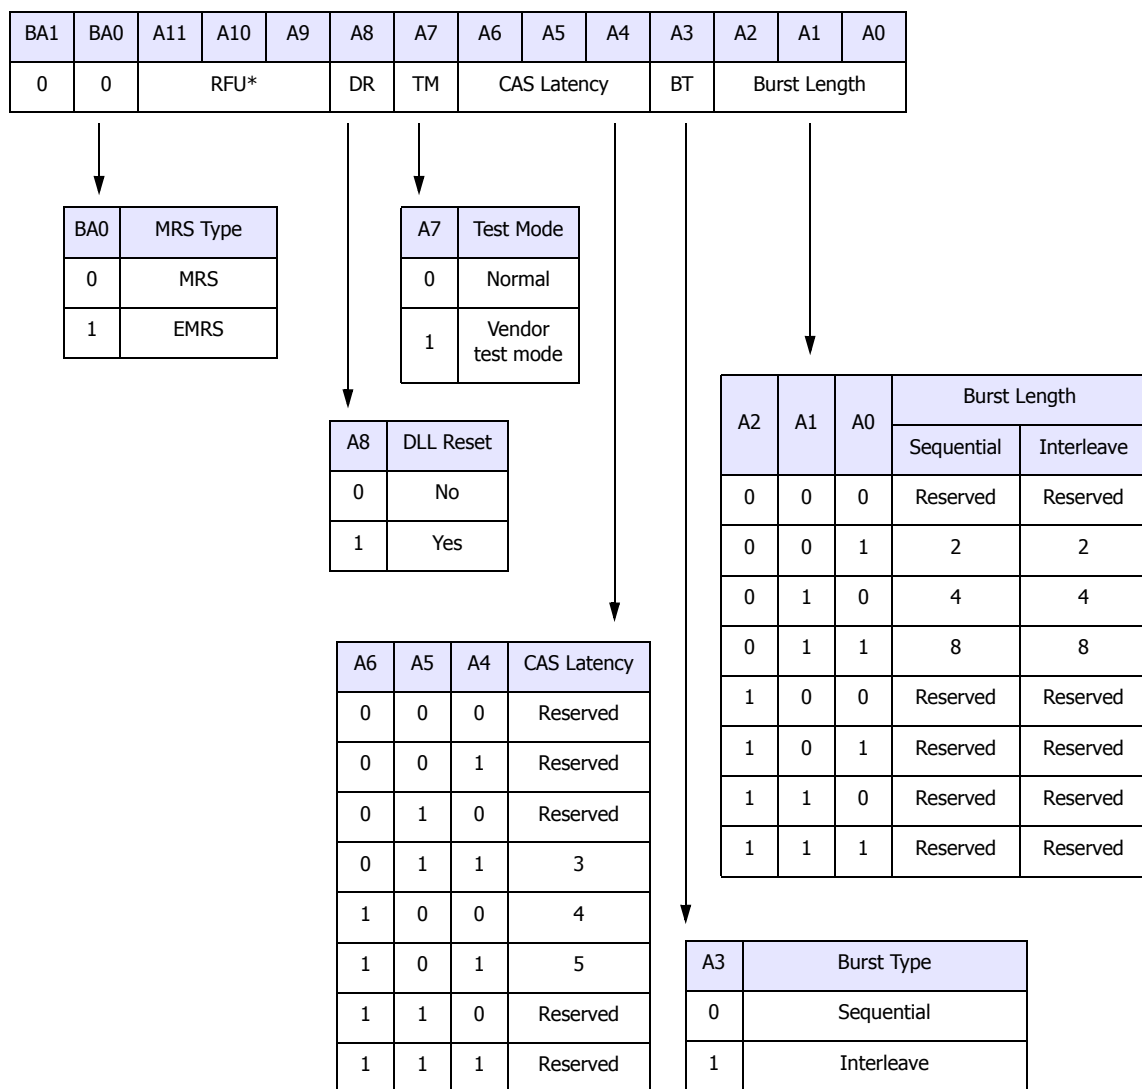 BA1 BA0 A11 A10 A9 A8 A7 A6 A5 A4 A3 A2 A1 A0
0 0 RFU* DR TM CAS Latency BT Burst Length
BA0 MRS Type
0 MRS
1 EMRS
A7 Test Mode
0 Normal
1 Vendor
test mode
A8 DLL Reset
0 No
1 Yes
A2 A1 A0 Burst Length
Sequential Interleave
0 0 0 Reserved Reserved
0 0 1 2 2
0 1 0 4 4
0 1 1 8 8
1 0 0 Reserved Reserved
1 0 1 Reserved Reserved
1 1 0 Reserved Reserved
1 1 1 Reserved Reserved
A6 A5 A4 CAS Latency
0 0 0 Reserved
0 0 1 Reserved
0 1 0 Reserved
0 1 1 3
1 0 0 4
1 0 1 5
1 1 0 Reserved
1 1 1 Reserved
A3 Burst Type
0 Sequential
1 Interleave